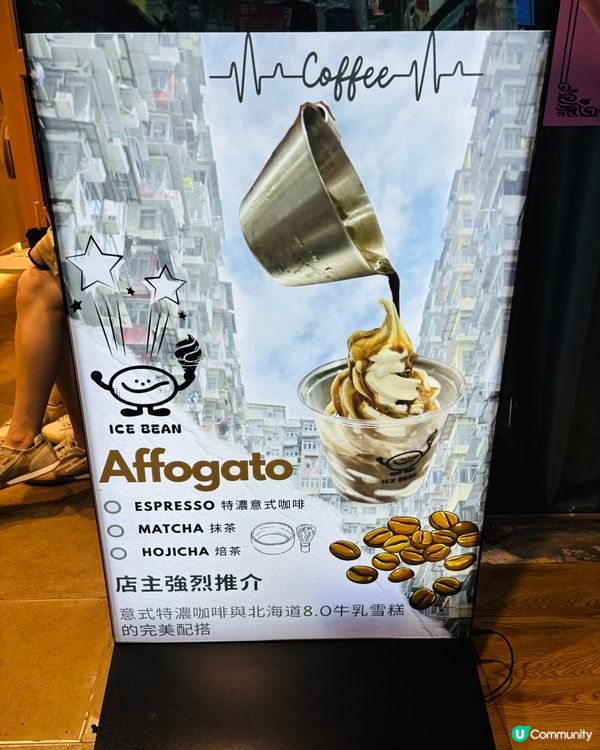 Coffee
ICE BEAN
Affogato
ESPRESSO 特濃意式咖啡
MATCHA 抹茶
HOJICHA 焙茶
店主強烈推介
意式特濃咖啡與北海道8.0牛乳雪糕
的完美配搭
U Community